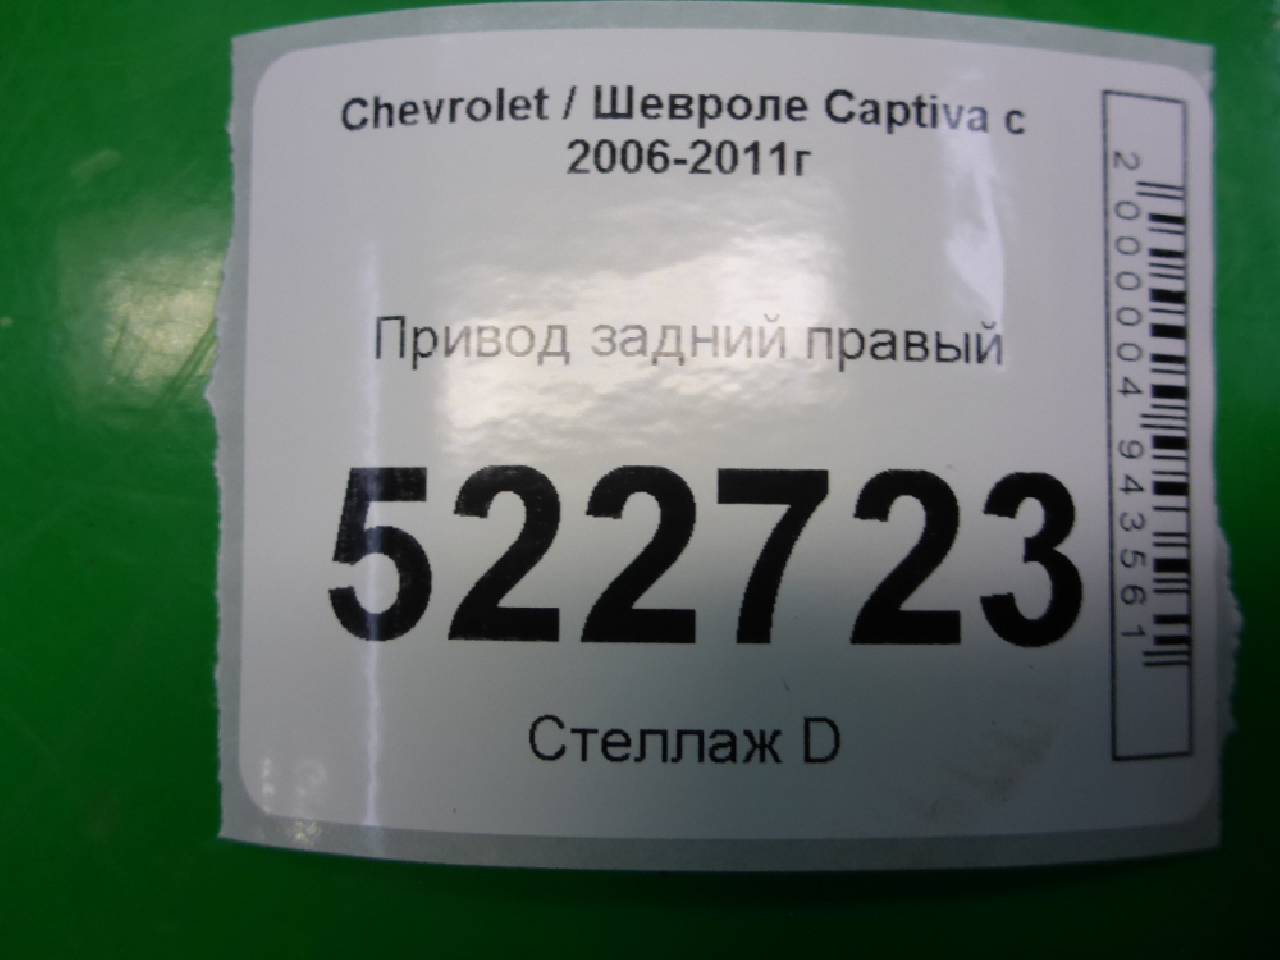 Chevrolet / Шевроле Captiva с
2006-2011г
Привод задний правый
522723
Стеллаж D
2000004943561